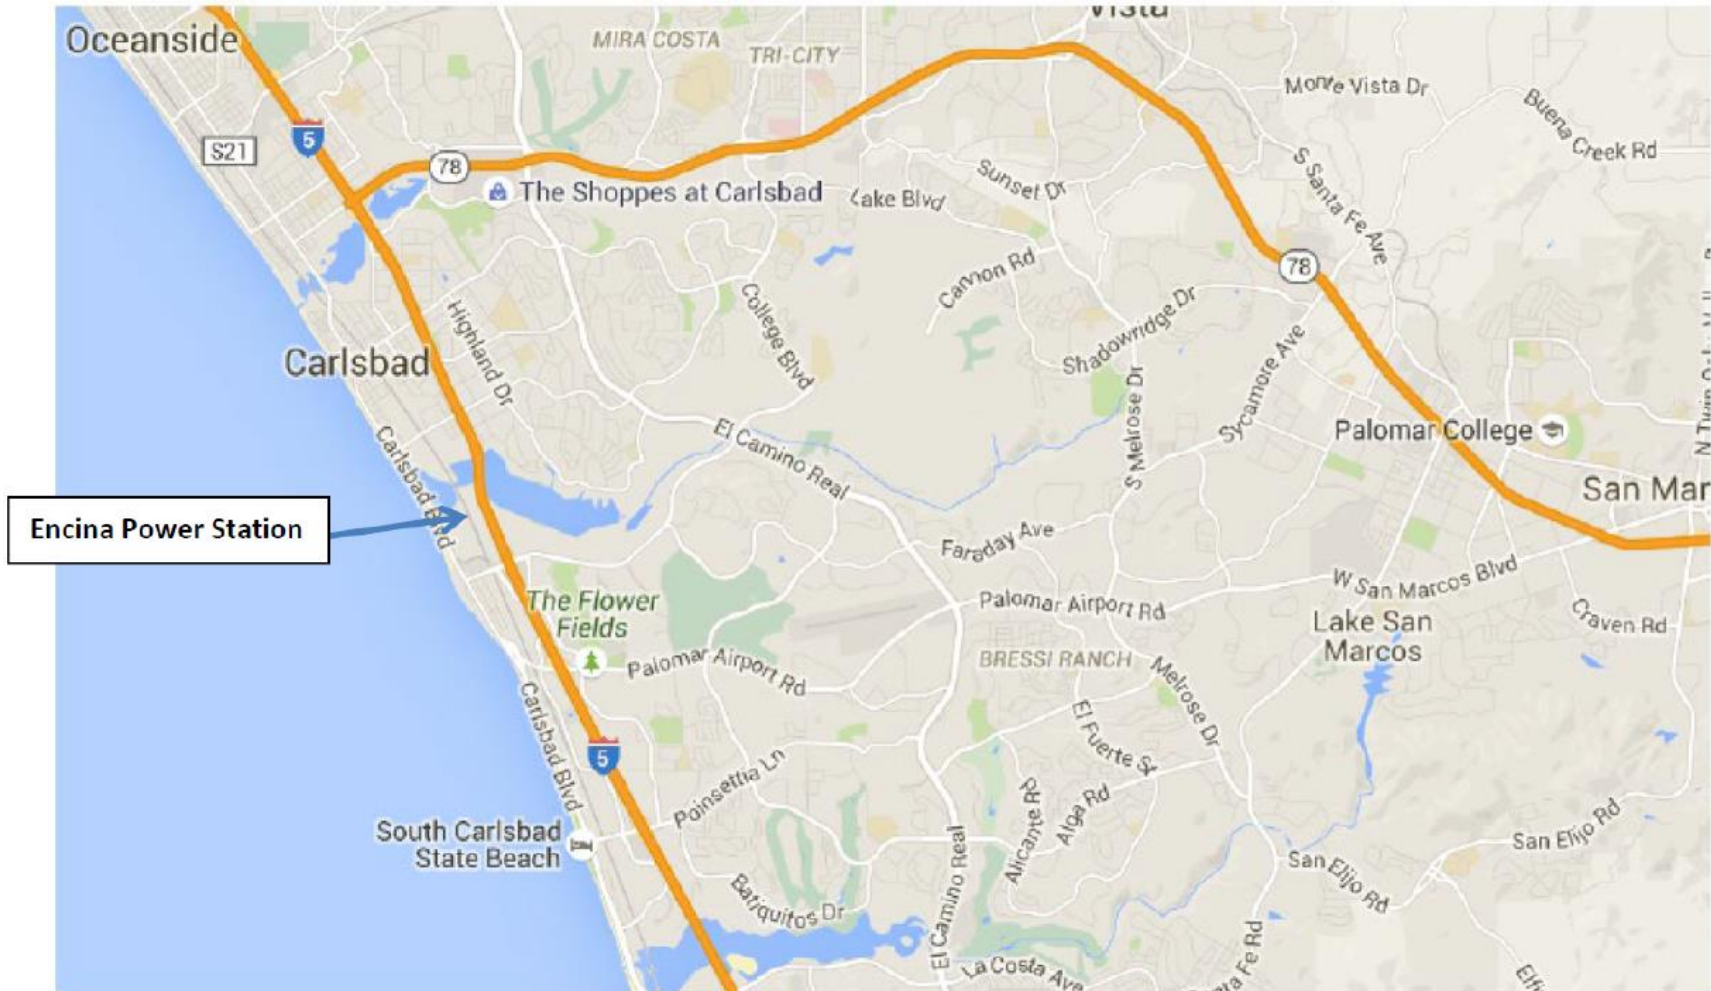 Oceanside
MIRA COSTA
TRI-CITY
Vista
Monte Vista Dr
Buena Creek Rd
S21
5
78
The Shoppes at Carlsbad
Sunset Dr
Lake Blvd
S Santa Fe Ave
78
Cannon Rd
College Blvd
Highland Dr
Shadowridge Dr
Carlsbad
S Melrose Dr
Sycamore Ave
Palomar College
Carlsbad Blvd
El Camino Real
San Mar
Encina Power Station
Faraday Ave
W San Marcos Blvd
The Flower
Fields
Palomar Airport Rd
Lake San
Marcos
Craven Rd
Palomar Airport Rd
BRESSI RANCH
Melrose Dr
Carlsbad Blvd
El Fuerte St
5
Poinsettia Ln
Alicante Rd
Alga Rd
South Carlsbad
State Beach
San Elijo Rd
San Elijo Rd
Batiquitos Dr
El Camino Real
La Costa Ave
Fe Rd
Elfi